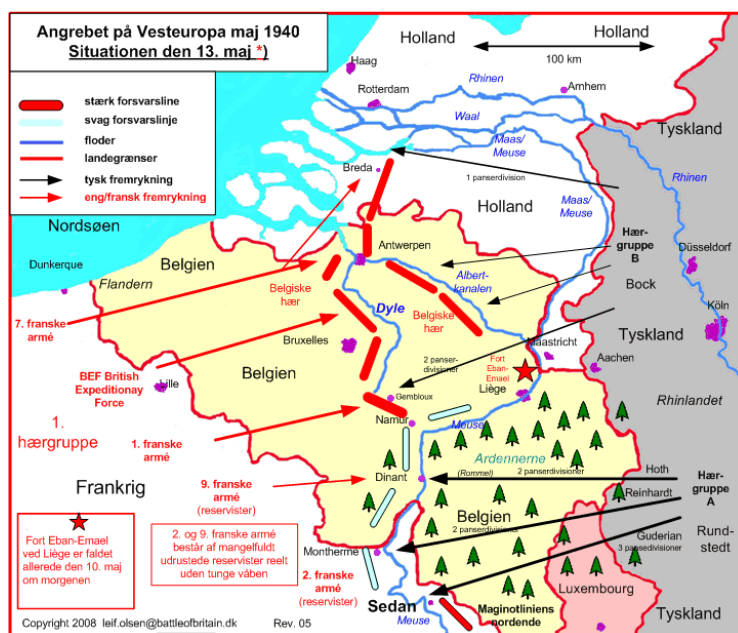 Angrebet på Vesteuropa maj 1940
Situationen den 13. maj *)
stærk forsvarsline
svag forsvarslinje
floder
landegrænser
tysk fremrykning
eng/fransk fremrykning
Holland
Holland
100 km
Haag
Rotterdam
Rhinen
Arnhern
Waal
Maas/
Meuse
Tyskland
Rhinen
Breda
1 panserdivision
Maas/
Meuse
Holland
Nordsøen
Hær-
gruppe
B
Bock
Düsseldorf
Antwerpen
Belgien
Dunkerque
Flandern
Albert-
kanalen
Belgiske
hær
Dyle
Belgiske
hær
Köln
7. franske
armé
Bruxelles
Maastricht
Tyskland
2 panser-
divisioner
Fort
Eban-
Emael
Aachen
BEF British
Expeditionay
Force
Lille
Belgien
Liège
Gembloux
Rhinlandet
1.
hærgruppe
Namur
Meuse
1. franske
armé
Ardennerne
Dinant
(Rommel)
2 panserdivisioner
Hoth
Reinhardt
Hær-
gruppe
A
Rund-
stedt
Frankrig
9. franske
armé
(reservister)
Belgien
2 panserdivisioner
Guderian
3 pansedivisioner
Fort Eban-Emael
ved Liège er faldet
allerede den 10. maj
om morgenen
2. og 9. franske armé
består af mangelfuldt
udrustede reservister reelt
uden tunge våben
Montherme
2. franske
armé
(reservister)
Luxembourg
Sedan
Maginotliniens
nordende
Tyskland
Meuse
Copyright 2008 leif.olsen@battleofbritain.dk
Rev. 05